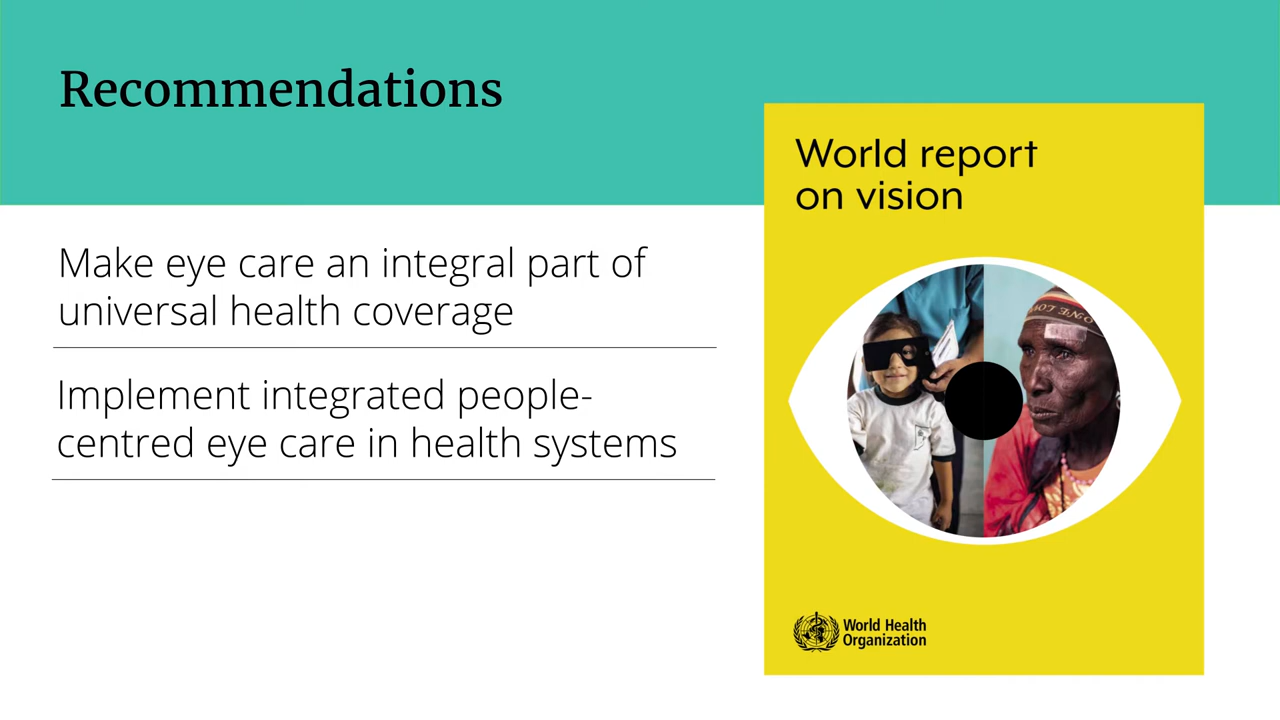 Recommendations
Make eye care an integral part of
universal health coverage
Implement integrated people-
centred eye care in health systems
World report
on vision
World Health
Organization